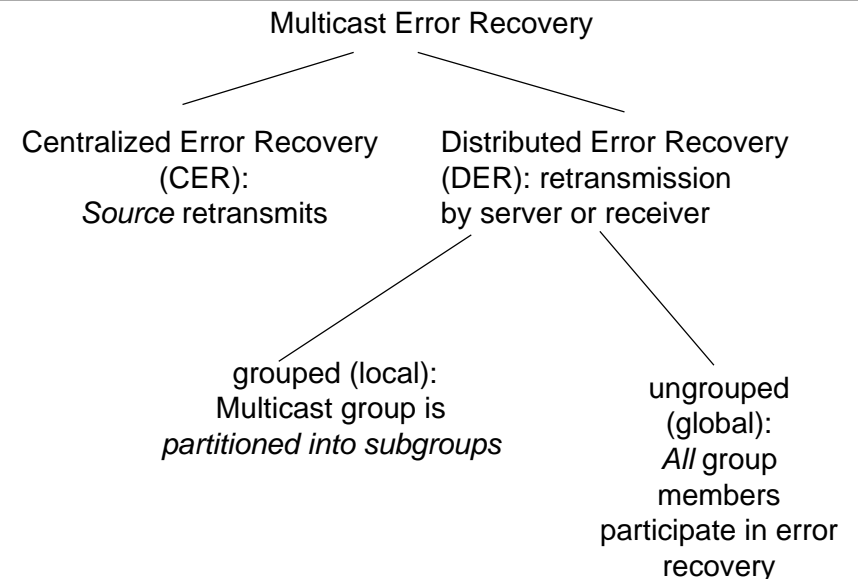 Multicast Error Recovery
Centralized Error Recovery
(CER):
Source retransmits
Distributed Error Recovery
(DER): retransmission
by server or receiver
grouped (local):
Multicast group is
partitioned into subgroups
ungrouped
(global):
All group
members
participate in error
recovery